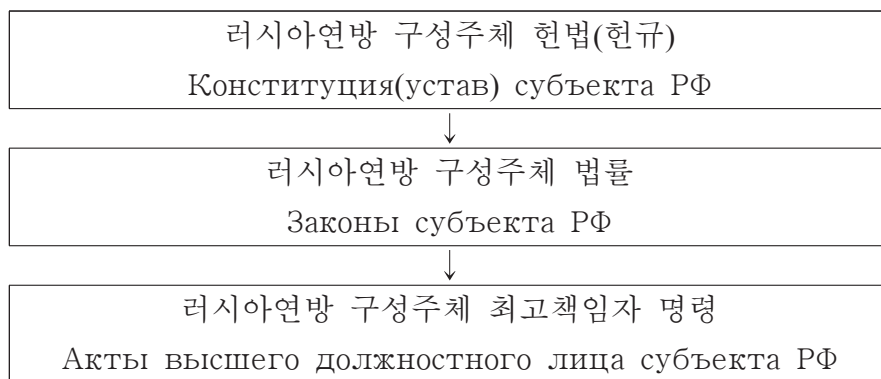 러시아연방 구성주체 헌법(헌규)
Конституция(устав) субъекта РФ
↓
러시아연방 구성주체 법률
Законы субъекта РФ
↓
러시아연방 구성주체 최고책임자 명령
Акты высшего должностного лица субъекта РФ